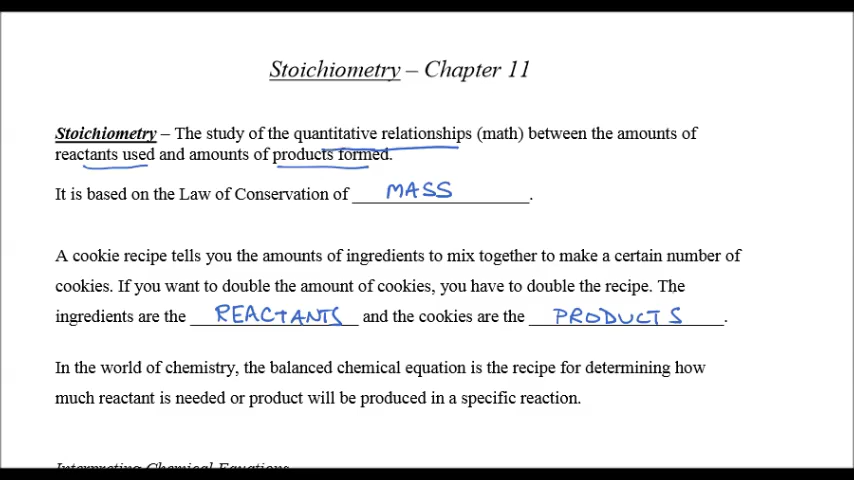 Stoichiometry – Chapter 11
Stoichiometry – The study of the quantitative relationships (math) between the amounts of
reactants used and amounts of products formed.
It is based on the Law of Conservation of MASS.
A cookie recipe tells you the amounts of ingredients to mix together to make a certain number of
cookies. If you want to double the amount of cookies, you have to double the recipe. The
ingredients are the REACTANTS and the cookies are the PRODUCTS.
In the world of chemistry, the balanced chemical equation is the recipe for determining how
much reactant is needed or product will be produced in a specific reaction.
Interpreting Chemical Equations